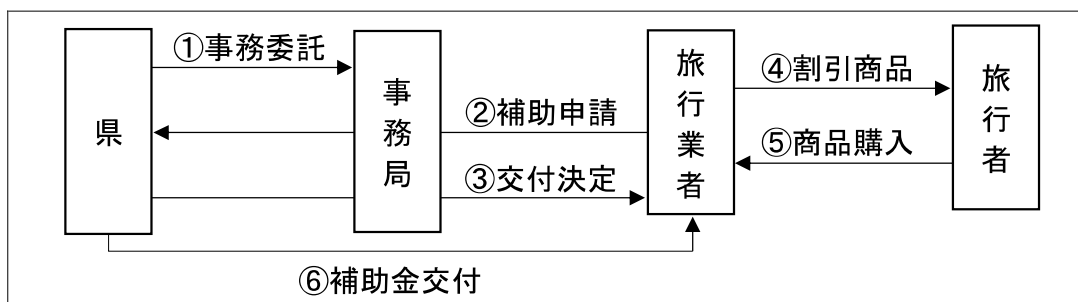 県
①事務委託
事務局
②補助申請
③交付決定
旅行業者
④割引商品
⑤商品購入
旅行者
⑥補助金交付